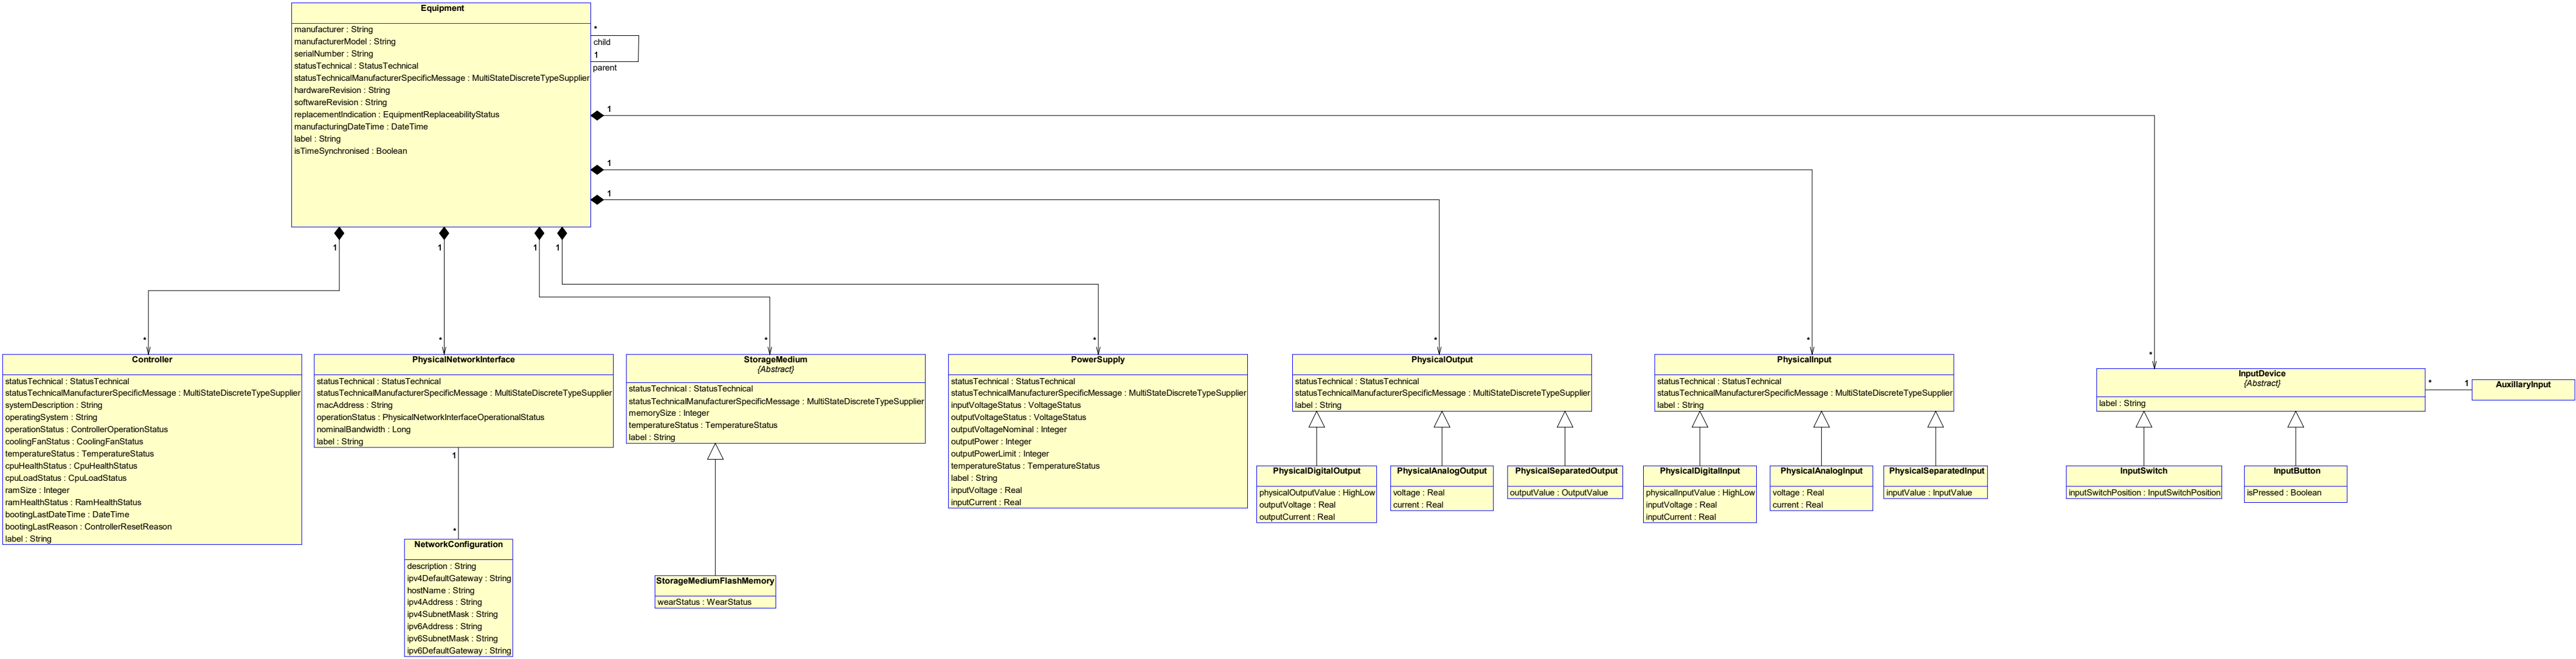 Equipment
manufacturer : String
manufacturerModel : String
serialNumber : String
statusTechnical : StatusTechnical
statusTechnicalManufacturerSpecificMessage : MultiStateDiscreteTypeSupplier
hardwareRevision : String
softwareRevision : String
replacementIndication : EquipmentReplaceabilityStatus
manufacturingDateTime : DateTime
label : String
isTimeSynchronised : Boolean
*
child
1
parent
1
1
1
1
1
1
1
*
*
*
*
*
*
*
Controller
statusTechnical : StatusTechnical
statusTechnicalManufacturerSpecificMessage : MultiStateDiscreteTypeSupplier
systemDescription : String
operatingSystem : String
operationStatus : ControllerOperationStatus
coolingFanStatus : CoolingFanStatus
temperatureStatus : TemperatureStatus
cpuHealthStatus : CpuHealthStatus
cpuLoadStatus : CpuLoadStatus
ramSize : Integer
ramHealthStatus : RamHealthStatus
bootingLastDateTime : DateTime
bootingLastReason : ControllerResetReason
label : String
PhysicalNetworkInterface
statusTechnical : StatusTechnical
statusTechnicalManufacturerSpecificMessage : MultiStateDiscreteTypeSupplier
macAddress : String
operationStatus : PhysicalNetworkInterfaceOperationalStatus
nominalBandwidth : Long
label : String
1
*
NetworkConfiguration
description : String
ipv4DefaultGateway : String
hostName : String
ipv4Address : String
ipv4SubnetMask : String
ipv6Address : String
ipv6SubnetMask : String
ipv6DefaultGateway : String
StorageMedium
{Abstract}
statusTechnical : StatusTechnical
statusTechnicalManufacturerSpecificMessage : MultiStateDiscreteTypeSupplier
memorySize : Integer
temperatureStatus : TemperatureStatus
label : String
StorageMediumFlashMemory
wearStatus : WearStatus
PowerSupply
statusTechnical : StatusTechnical
statusTechnicalManufacturerSpecificMessage : MultiStateDiscreteTypeSupplier
inputVoltageStatus : VoltageStatus
outputVoltageStatus : VoltageStatus
outputVoltageNominal : Integer
outputPower : Integer
outputPowerLimit : Integer
temperatureStatus : TemperatureStatus
label : String
inputVoltage : Real
inputCurrent : Real
PhysicalOutput
statusTechnical : StatusTechnical
statusTechnicalManufacturerSpecificMessage : MultiStateDiscreteTypeSupplier
label : String
PhysicalDigitalOutput
physicalOutputValue : HighLow
outputVoltage : Real
outputCurrent : Real
PhysicalAnalogOutput
voltage : Real
current : Real
PhysicalSeparatedOutput
outputValue : OutputValue
PhysicalInput
statusTechnical : StatusTechnical
statusTechnicalManufacturerSpecificMessage : MultiStateDiscreteTypeSupplier
label : String
PhysicalDigitalInput
physicalInputValue : HighLow
inputVoltage : Real
inputCurrent : Real
PhysicalAnalogInput
voltage : Real
current : Real
PhysicalSeparatedInput
inputValue : InputValue
InputDevice
{Abstract}
label : String
*
1
AuxillaryInput
InputSwitch
inputSwitchPosition : InputSwitchPosition
InputButton
isPressed : Boolean